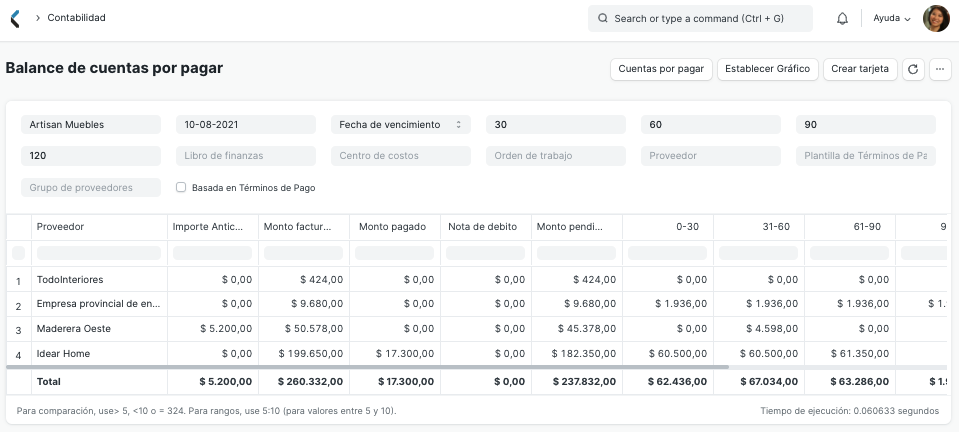 Contabilidad
Search or type a command (Ctrl + G)
Ayuda
Balance de cuentas por pagar
Cuentas por pagar
Establecer Gráfico
Crear tarjeta
Artisan Muebles
10-08-2021
Fecha de vencimiento
30
60
90
120
Libro de finanzas
Centro de costos
Orden de trabajo
Proveedor
Plantilla de Términos de Pa
Grupo de proveedores
Basada en Términos de Pago
Proveedor Importe Antic... Monto factur... Monto pagado Nota de debito Monto pendi... 0-30 31-60 61-90 9
1 TodoInteriores $ 0,00 $ 424,00 $ 0,00 $ 0,00 $ 424,00 $ 0,00 $ 0,00 $ 0,00
2 Empresa provincial de en... $ 0,00 $ 9.680,00 $ 0,00 $ 0,00 $ 9.680,00 $ 1.936,00 $ 1.936,00 $ 1.936,00 $ 1.
3 Maderera Oeste $ 5.200,00 $ 50.578,00 $ 0,00 $ 0,00 $ 45.378,00 $ 0,00 $ 4.598,00 $ 0,00
4 Idear Home $ 0,00 $ 199.650,00 $ 17.300,00 $ 0,00 $ 182.350,00 $ 60.500,00 $ 60.500,00 $ 61.350,00
Total $ 5.200,00 $ 260.332,00 $ 17.300,00 $ 0,00 $ 237.832,00 $ 62.436,00 $ 67.034,00 $ 63.286,00 $ 1.9
Para comparación, use> 5, <10 o = 324. Para rangos, use 5:10 (para valores entre 5 y 10).
Tiempo de ejecución: 0.060633 segundos